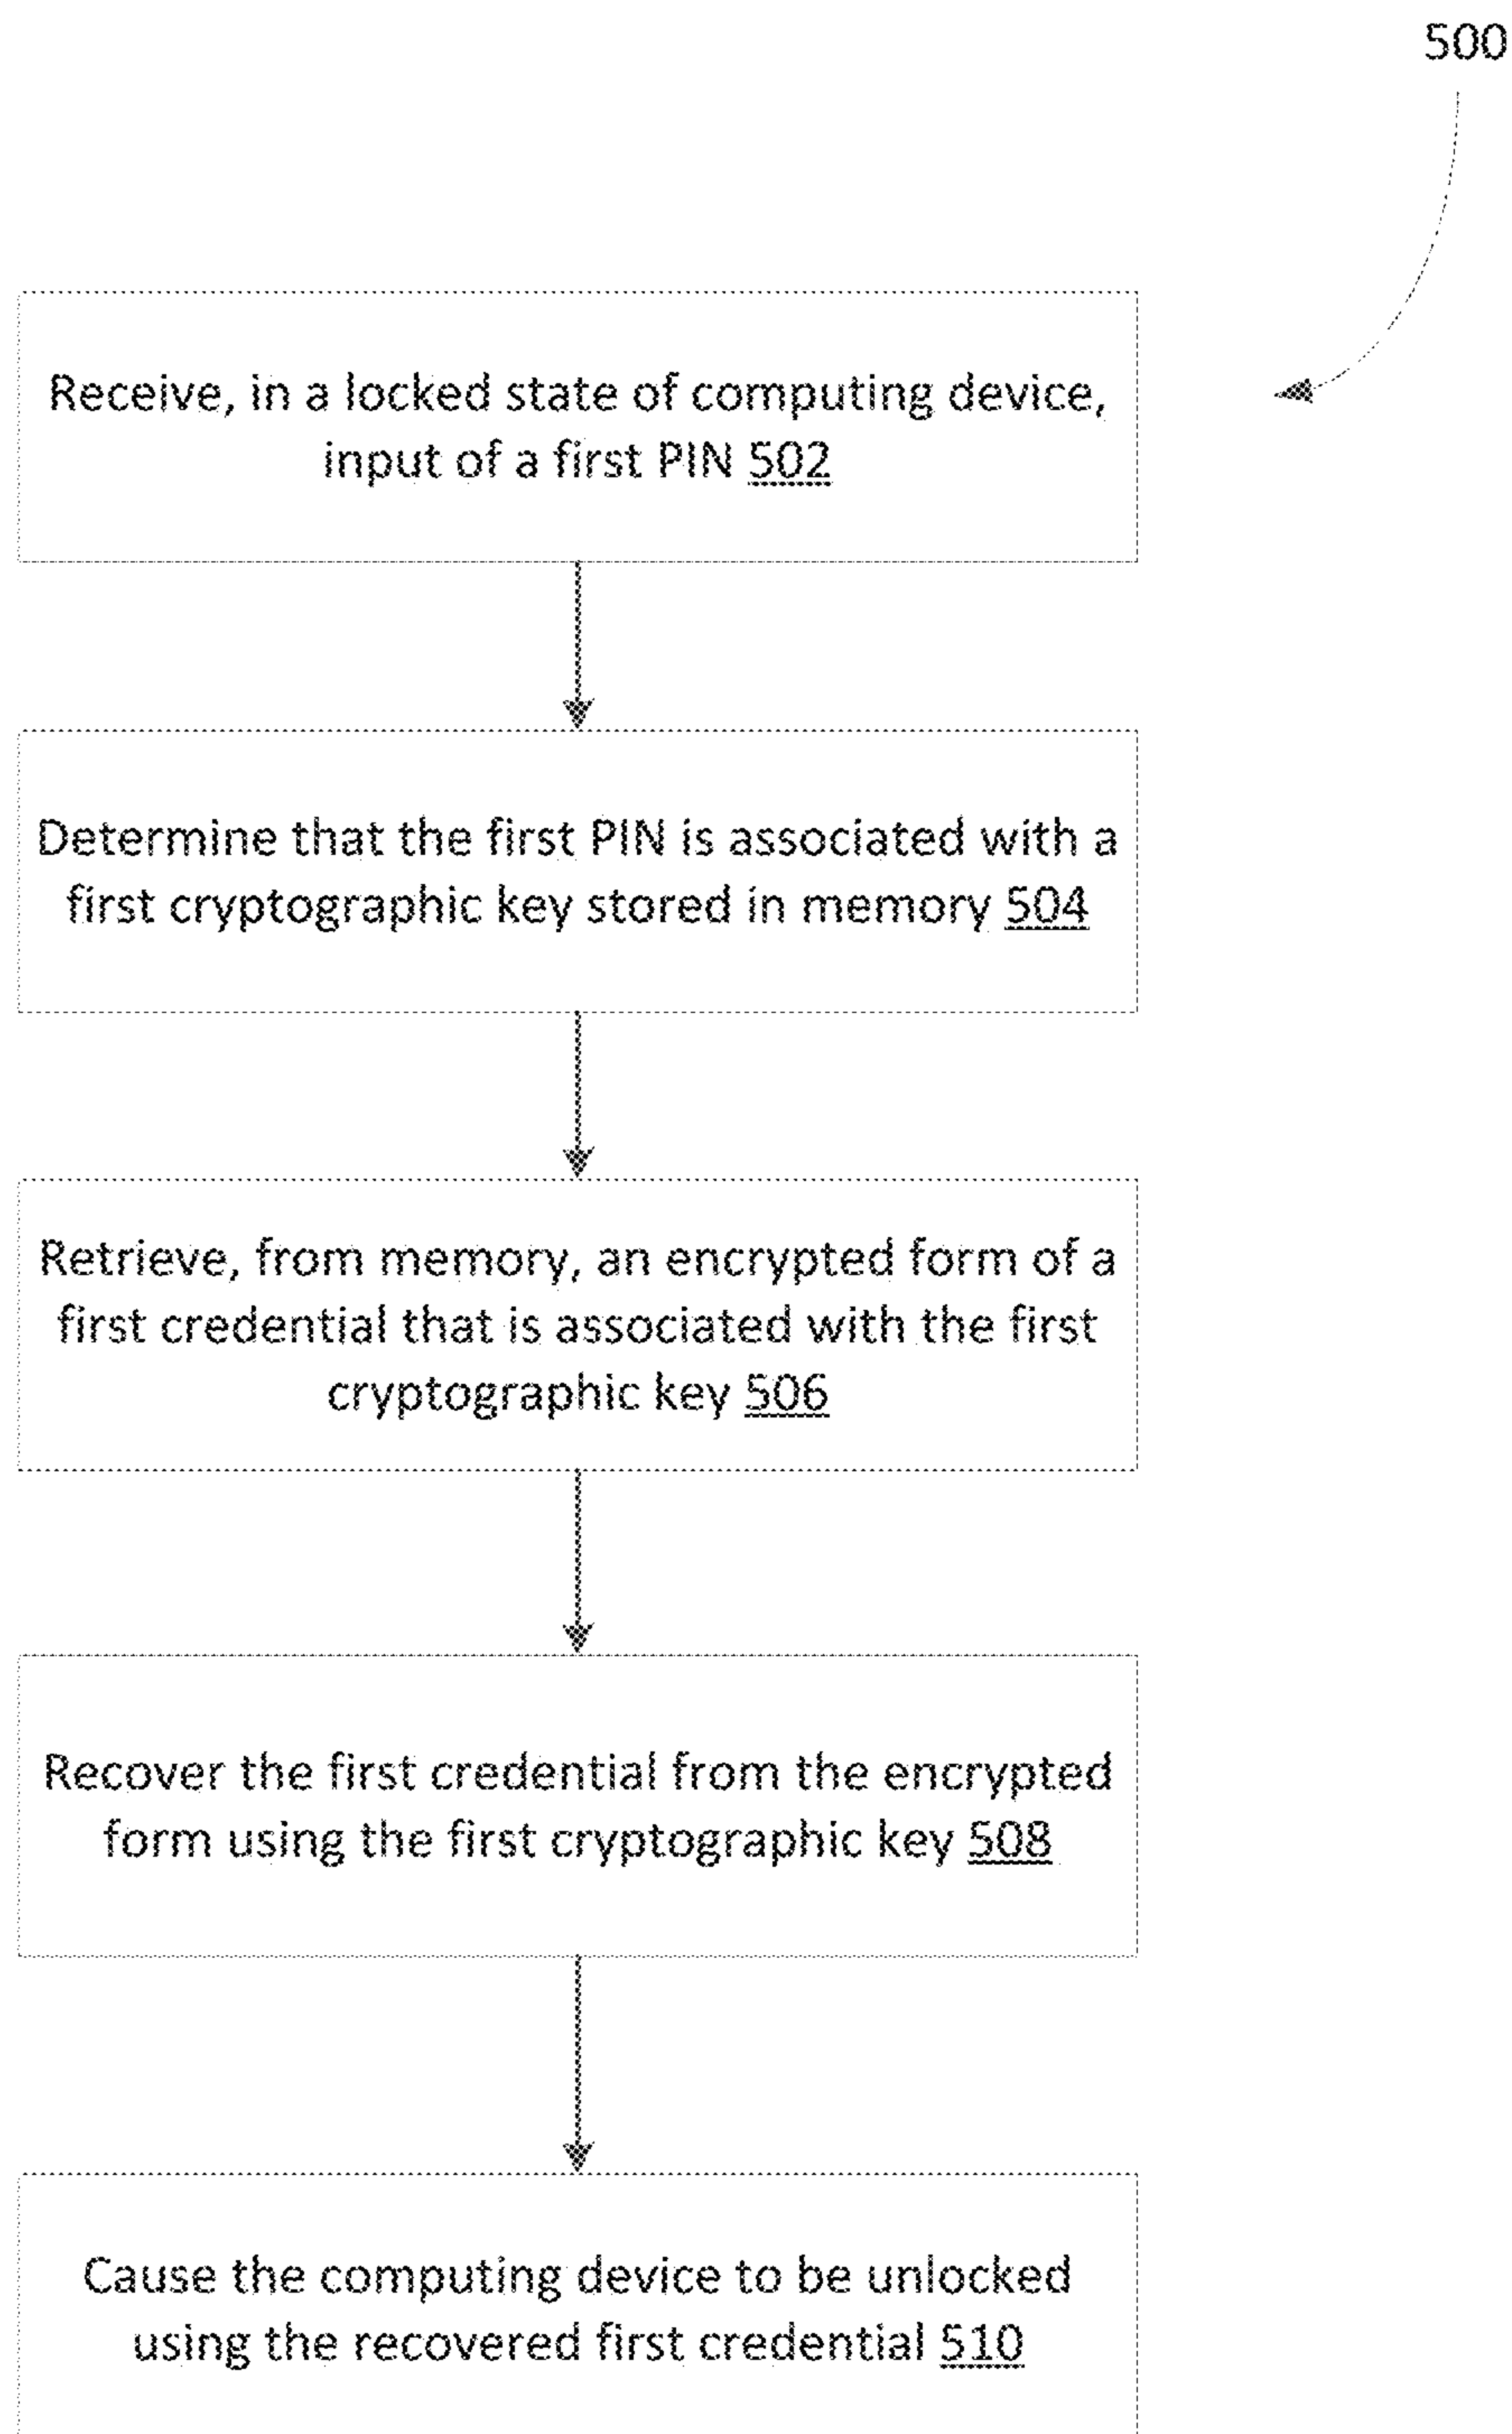 500
Receive, in a locked state of computing device,
input of a first PIN 502
Determine that the first PIN is associated with a
first cryptographic key stored in memory 504
Retrieve, from memory, an encrypted form of a
first credential that is associated with the first
cryptographic key 506
Recover the first credential from the encrypted
form using the first cryptographic key 508
Cause the computing device to be unlocked
using the recovered first credential 510